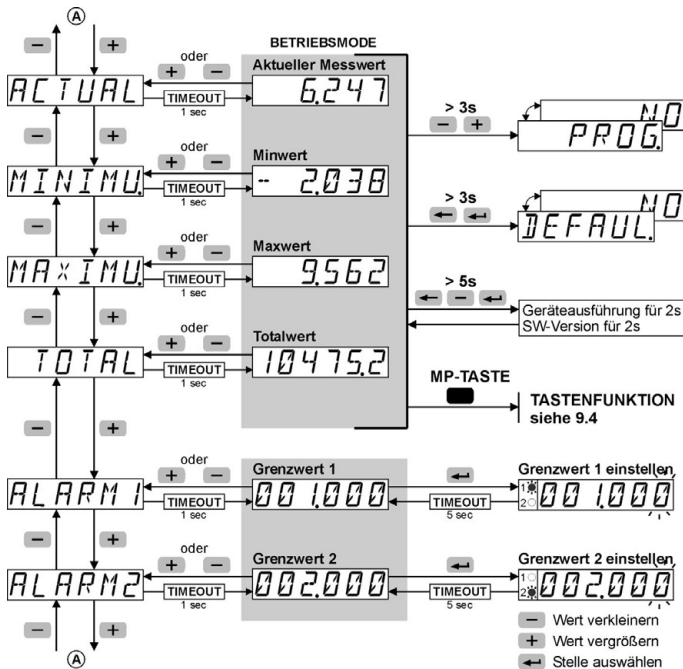 A
− + oder BETRIEBSMODE
+ − Aktueller Messwert
ACTUAL TIMEOUT 6.247
1 sec
> 3s
− +
NO
PROG.
− + oder
+ − Minwert
MINIMU. TIMEOUT - 2.038
1 sec
> 3s
NO
DEFAUL.
− + oder
+ − Maxwert
MAXIMU. TIMEOUT 9.562
1 sec
> 5s
−
Geräteausführung für 2s
SW-Version für 2s
− + oder
+ − Totalwert
TOTAL TIMEOUT 10475.2
1 sec
MP-TASTE
TASTENFUNKTION
siehe 9.4
− + oder
+ − Grenzwert 1 Grenzwert 1 einstellen
ALARM1 TIMEOUT 001.000 TIMEOUT 1 2 001.000
1 sec 5 sec
− + oder
+ − Grenzwert 2 Grenzwert 2 einstellen
ALARM2 TIMEOUT 002.000 TIMEOUT 1 2 002.000
1 sec 5 sec
− +
A
− Wert verkleinern
+ Wert vergrößern
Stelle auswählen